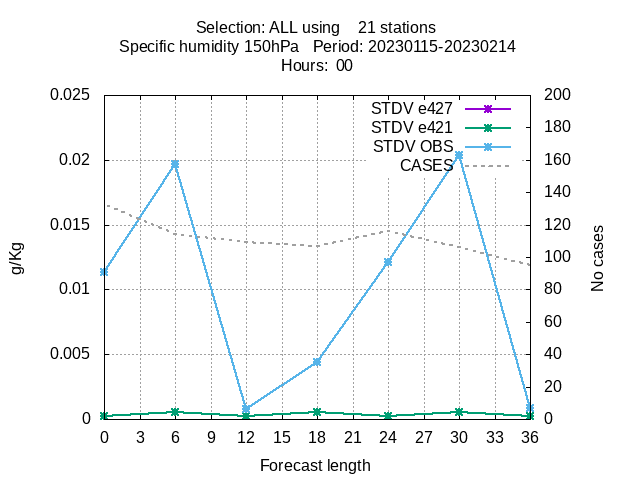 Selection: ALL using    21 stations
Specific humidity 150hPa   Period: 20230115-20230214
Hours:  00
STDV e427
STDV e421
STDV OBS
CASES
g/Kg
0.025
0.02
0.015
0.01
0.005
0
200
180
160
140
120
100
80
60
40
20
0
No cases
0 3 6 9 12 15 18 21 24 27 30 33 36
Forecast length